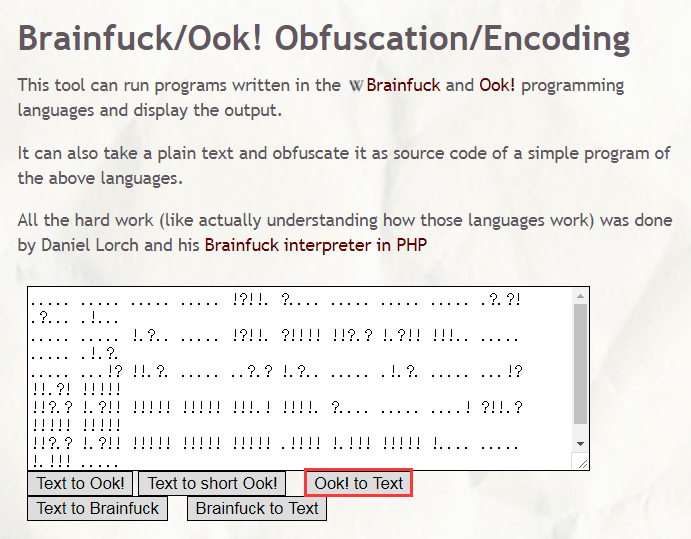 Brainfuck/Ook! Obfuscation/Encoding
This tool can run programs written in the W Brainfuck and Ook! programming
languages and display the output.
It can also take a plain text and obfuscate it as source code of a simple program of
the above languages.
All the hard work (like actually understanding how those languages work) was done
by Daniel Lorch and his Brainfuck interpreter in PHP
..... ..... ..... ..... !?!!. ?.... ..... ..... ..... .?.?!
.?... .!...
..... ..... !.?.. ..... !?!!. ?!!!! !!?.? !.?!! !!!.. .....
..... .!.?.
..... ...!? !!.?. ..... ..?.? !.?.. ..... .!.?. ..... ...!?
!!.?! !!!!!
!!?.? !.?!! !!!!! !!!!! !!!.! !!!!. ?.... ..... ....! ?!!.?
!!!!! !!!!!
!!?.? !.?!! !!!!! !!!!! !!!!! .!!!! !.!!! !!!!! !.... .....
!.!!! .....
Text to Ook! Text to short Ook! Ook! to Text
Text to Brainfuck Brainfuck to Text